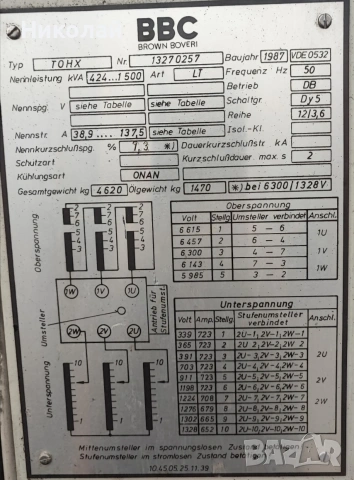 BBC
BROWN BOVERI
Typ TOHX Nr. 13270257 Baujahr 1987 VDE 0532
Nennleistung kVA 424...1500 Art LT Frequenz Hz 50
Betrieb DB
Nennspg. V siehe Tabelle siehe Tabelle Schaltgr Dy5
Reihe 12/3,6
Nennstr. A 38,9 ... 137,5 siehe Tabelle Isol.-Kl.
Nennkurzschlußspg. % 7,3 *) Dauerkurzschlußstr kA
Schutzart Kurzschlußdauer max. s 2
Kühlungsart ONAN
Gesamtgewicht kg 4620 Ölgewicht kg 1470 *) bei 6300/1328V
Oberspannung
Volt Stellg Umsteller verbindet Anschl.
6615 1 5 - 6
6457 2 6 - 4
6300 3 4 - 7
6143 4 7 - 3
5985 5 3 - 2
1U
1V
1W
Oberspannung
1W 1V 1U
Umsteller
2W 2V 2U
Antrieb für Stufenumst.
Unterspannung
Unterspannung
Volt Amp. Stellg Stufenumsteller verbindet Anschl.
339 723 1 2U-1, 2V-1, 2W-1
365 723 2 2U-2, 2V-2, 2W-2
391 723 3 2U-3, 2V-3, 2W-3
703 723 4 2U-4, 2V-4, 2W-4
911 723 5 2U-5, 2V-5, 2W-5
1198 723 6 2U-6, 2V-6, 2W-6
1224 708 7 2U-7, 2V-7, 2W-7
1276 679 8 2U-8, 2V-8, 2W-8
1302 665 9 2U-9, 2V-9, 2W-9
1328 652 10 2U-10, 2V-10, 2W-10
2U
2V
2W
Mittenumsteller im spannungslosen Zustand betätigen
Stufenumsteller im stromlosen Zustand betätigen
10.45.05.25.11.39
bazar